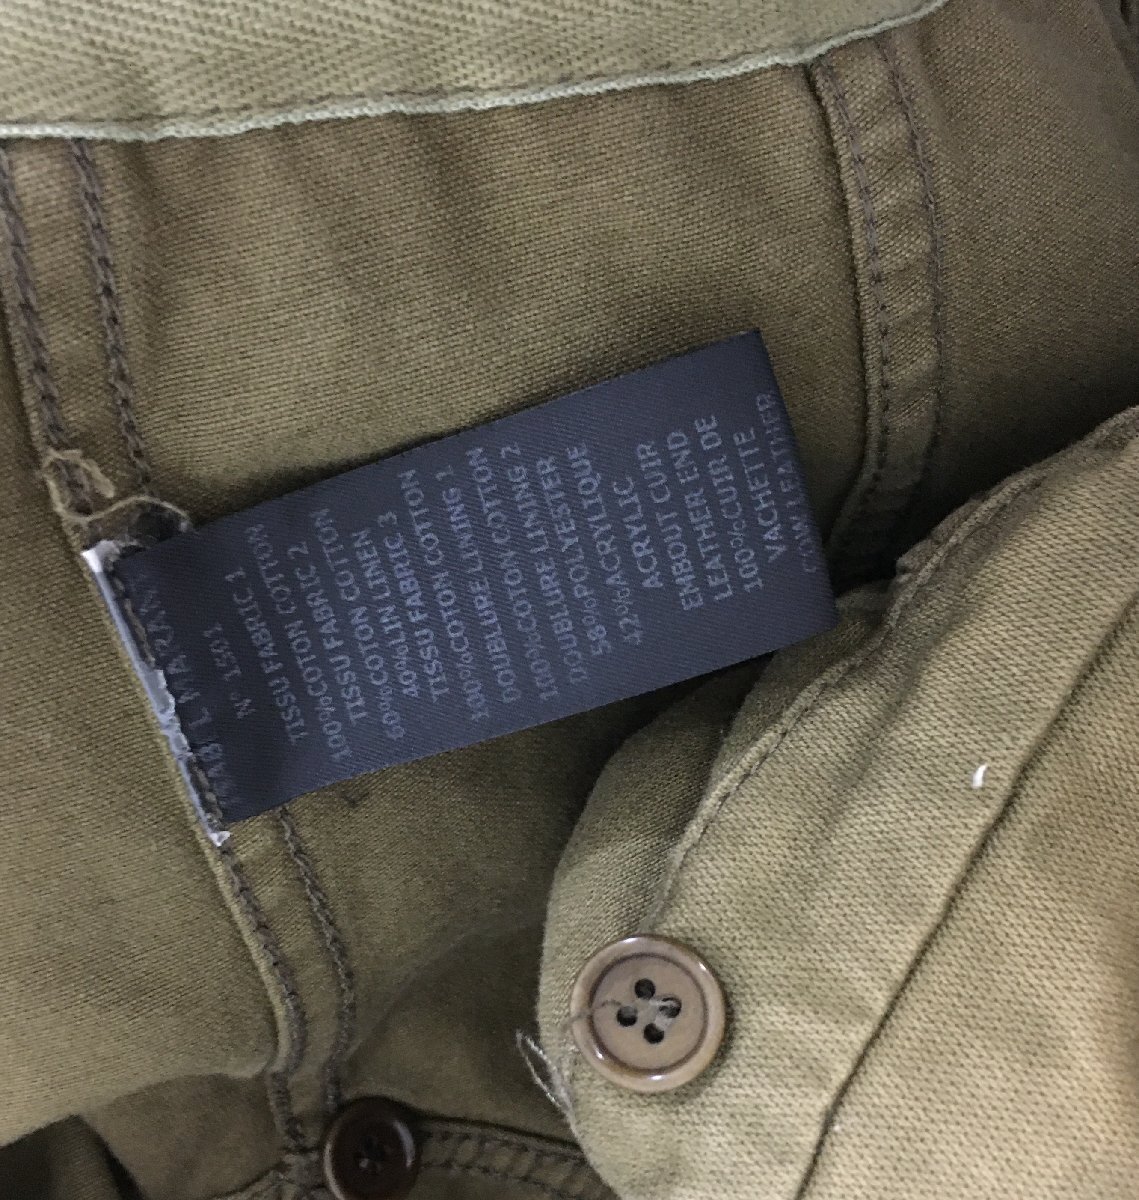 L MARAN
N° 1501
TISSU FABRIC 1
100%COTON COTTON
TISSU FABRIC 2
60%COTON COTTON
40%LIN LINEN
TISSU FABRIC 3
100%COTON COTTON
DOUBLURE LINING 1
100%COTON COTTON
DOUBLURE LINING 2
58%POLYESTER
42%ACRYLIQUE
ACRYLIC
EMBOUT CUIR
LEATHER END
100%CUIR DE
VACHETTE
COW LEATHER